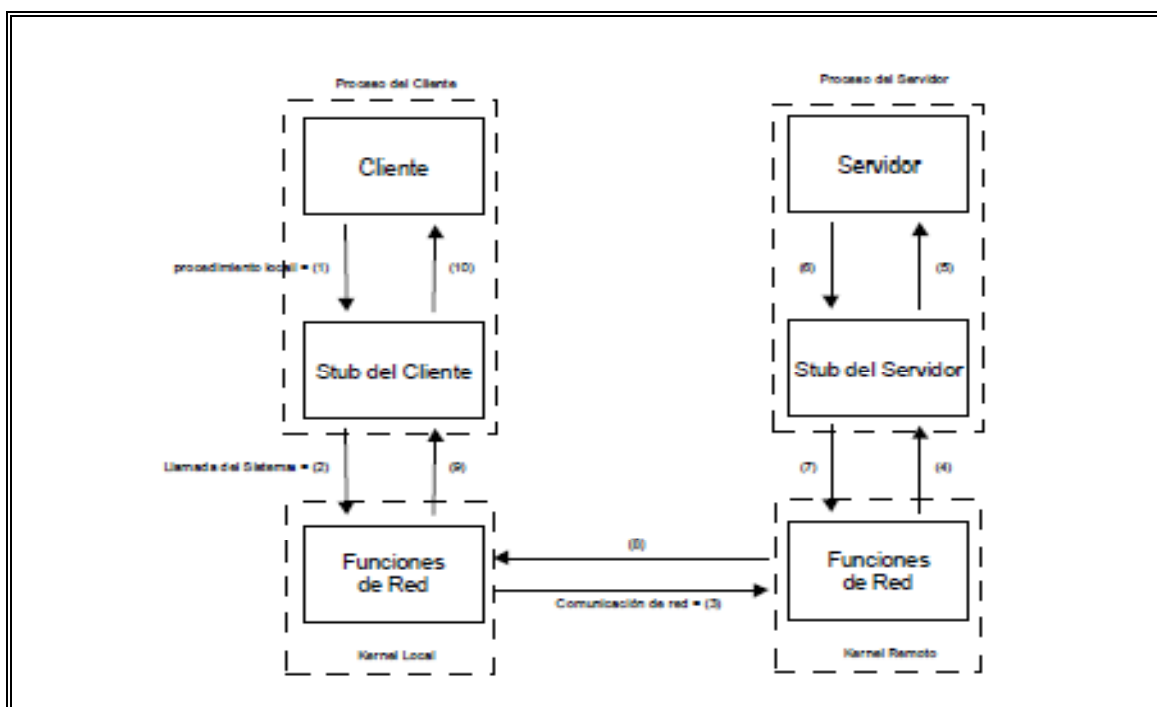 Proceso del Cliente
Proceso del Servidor
Cliente
Servidor
procedimiento local = (1)
(10)
(6)
(5)
Stub del Cliente
Stub del Servidor
Llamada del Sistema = (2)
(9)
(7)
(4)
Funciones
de Red
(8)
Comunicación de red = (3)
Funciones
de Red
Kernel Local
Kernel Remoto